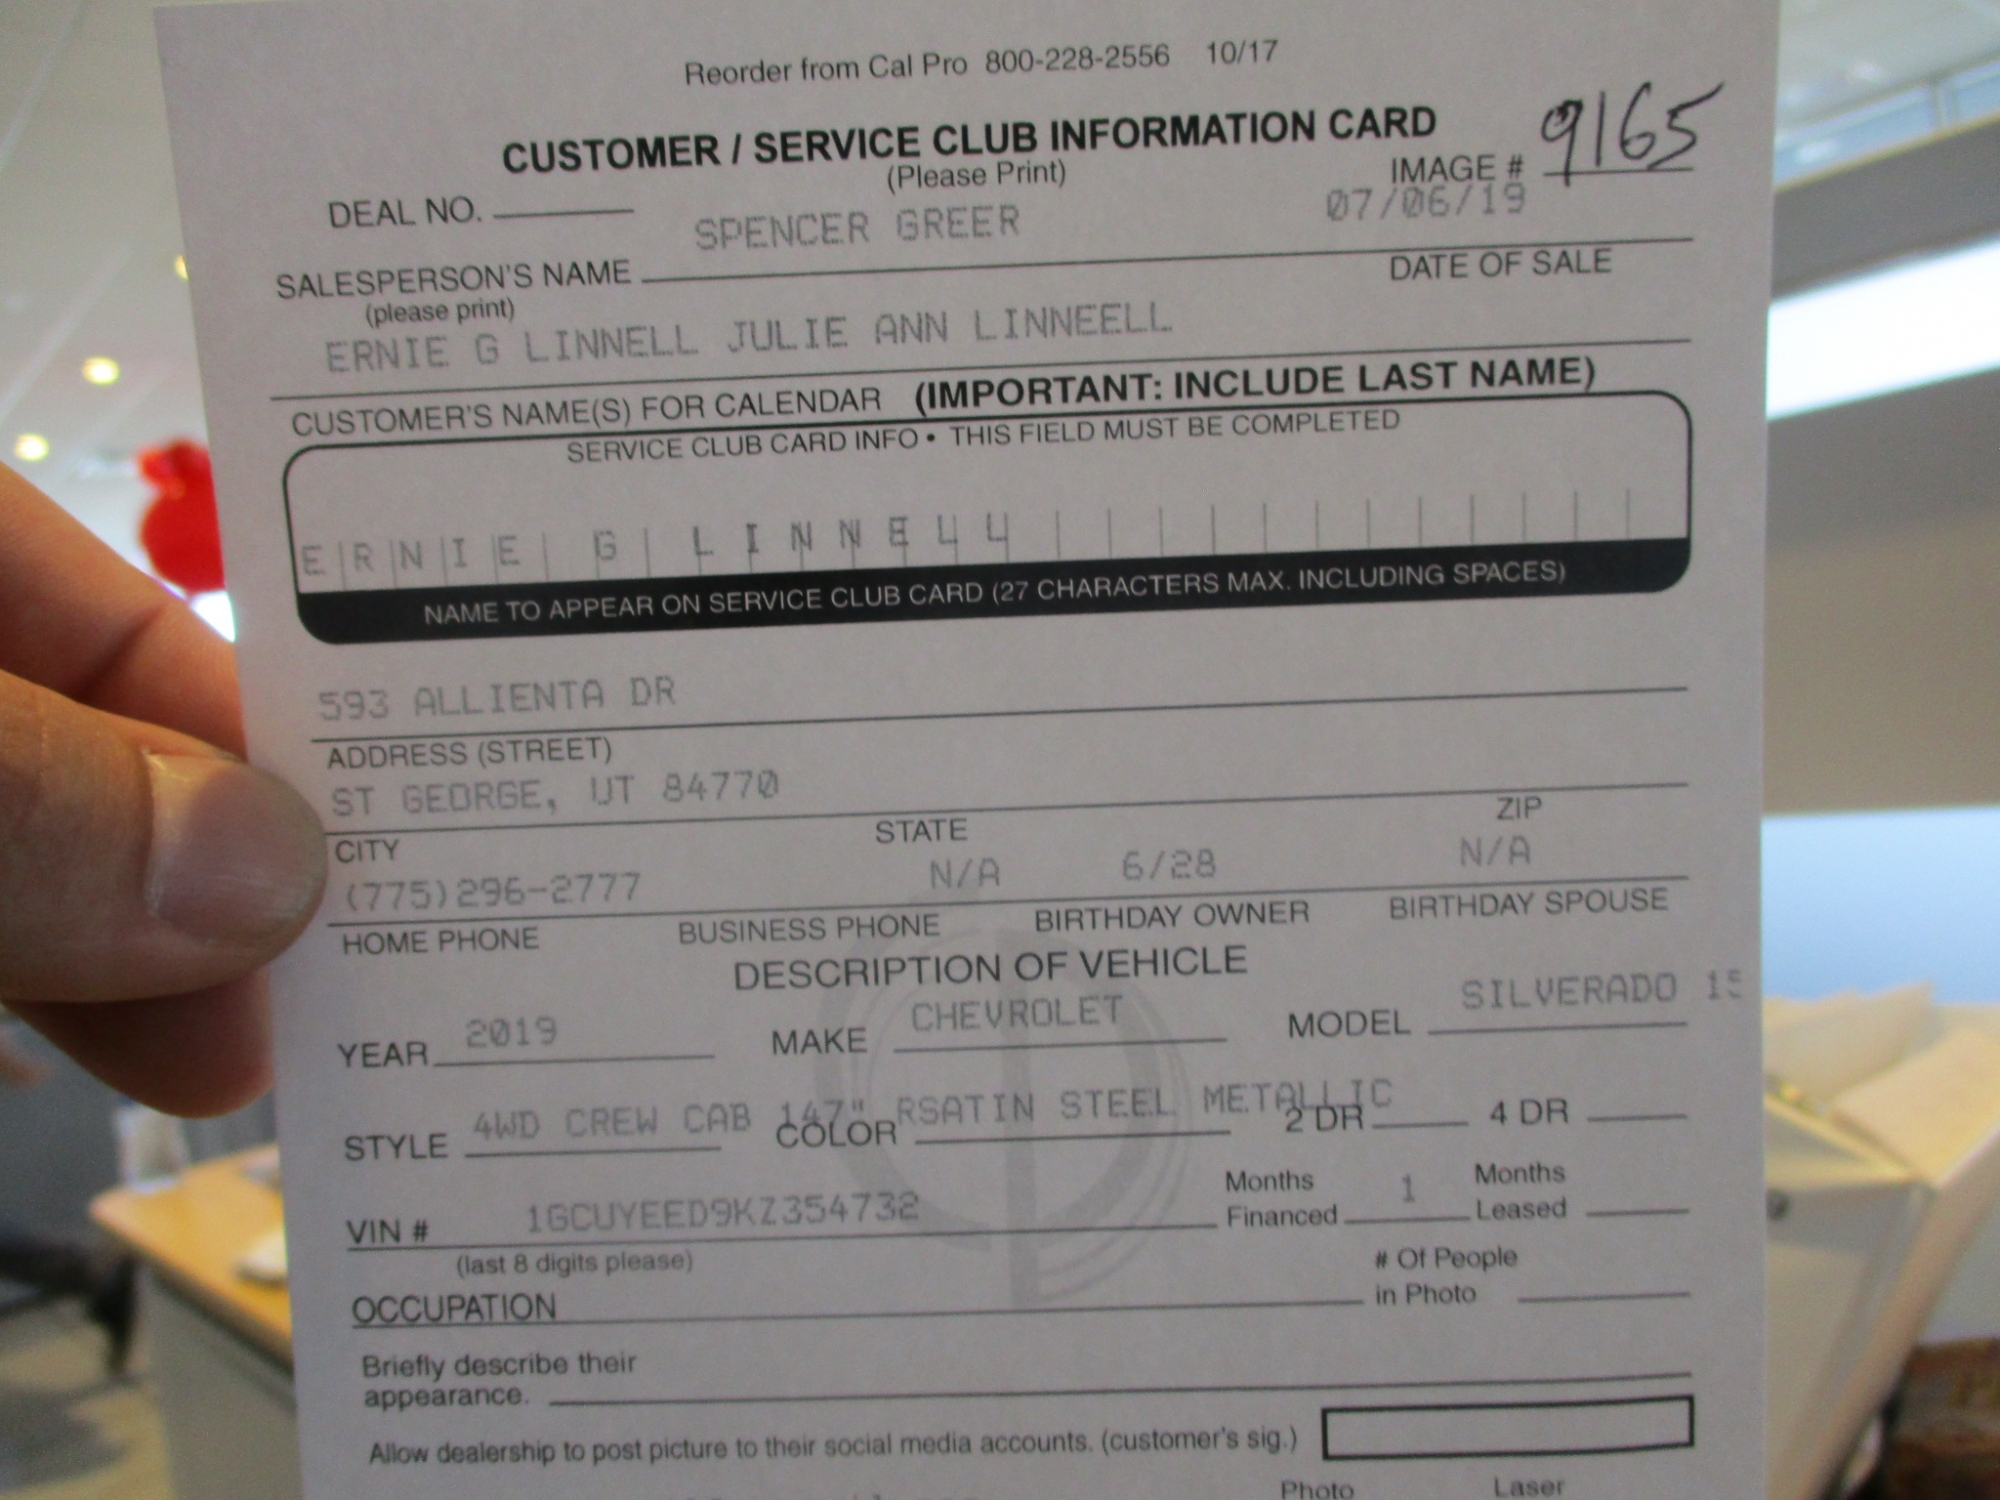 Reorder from Cal Pro 800-228-2556 10/17
CUSTOMER / SERVICE CLUB INFORMATION CARD
(Please Print)
IMAGE # 9165
DEAL NO.
SPENCER GREER 07/06/19
SALESPERSON'S NAME DATE OF SALE
(please print)
ERNIE G LINNELL JULIE ANN LINNEELL
CUSTOMER'S NAME(S) FOR CALENDAR (IMPORTANT: INCLUDE LAST NAME)
SERVICE CLUB CARD INFO • THIS FIELD MUST BE COMPLETED
ERNIE G LINNELL
NAME TO APPEAR ON SERVICE CLUB CARD (27 CHARACTERS MAX. INCLUDING SPACES)
593 ALLIENTA DR
ADDRESS (STREET)
ST GEORGE, UT 84770
CITY STATE ZIP
(775)296-2777 N/A 6/28 N/A
HOME PHONE BUSINESS PHONE BIRTHDAY OWNER BIRTHDAY SPOUSE
DESCRIPTION OF VEHICLE
YEAR 2019 MAKE CHEVROLET MODEL SILVERADO 15
STYLE 4WD CREW CAB 147" COLOR RSATIN STEEL METALLIC 2 DR 4 DR
VIN # 1GCUYEED9KZ354732 Months Financed 1 Months Leased
(last 8 digits please)
OCCUPATION # Of People in Photo
Briefly describe their
appearance.
Allow dealership to post picture to their social media accounts. (customer's sig.)
Photo Laser